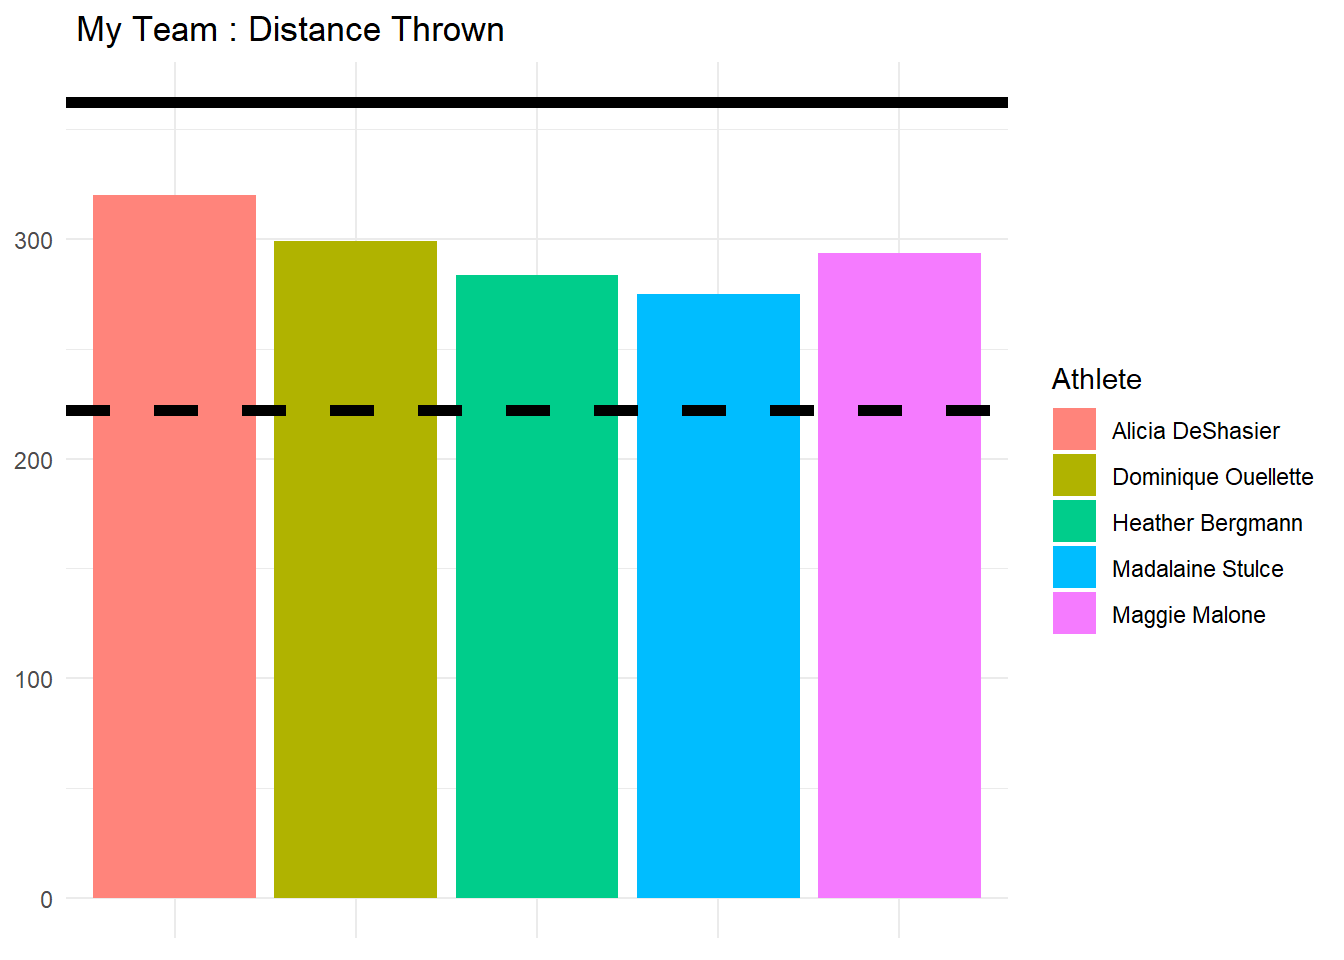 My Team : Distance Thrown
300
200
100
0
Athlete
Alicia DeShasier
Dominique Ouellette
Heather Bergmann
Madalaine Stulce
Maggie Malone